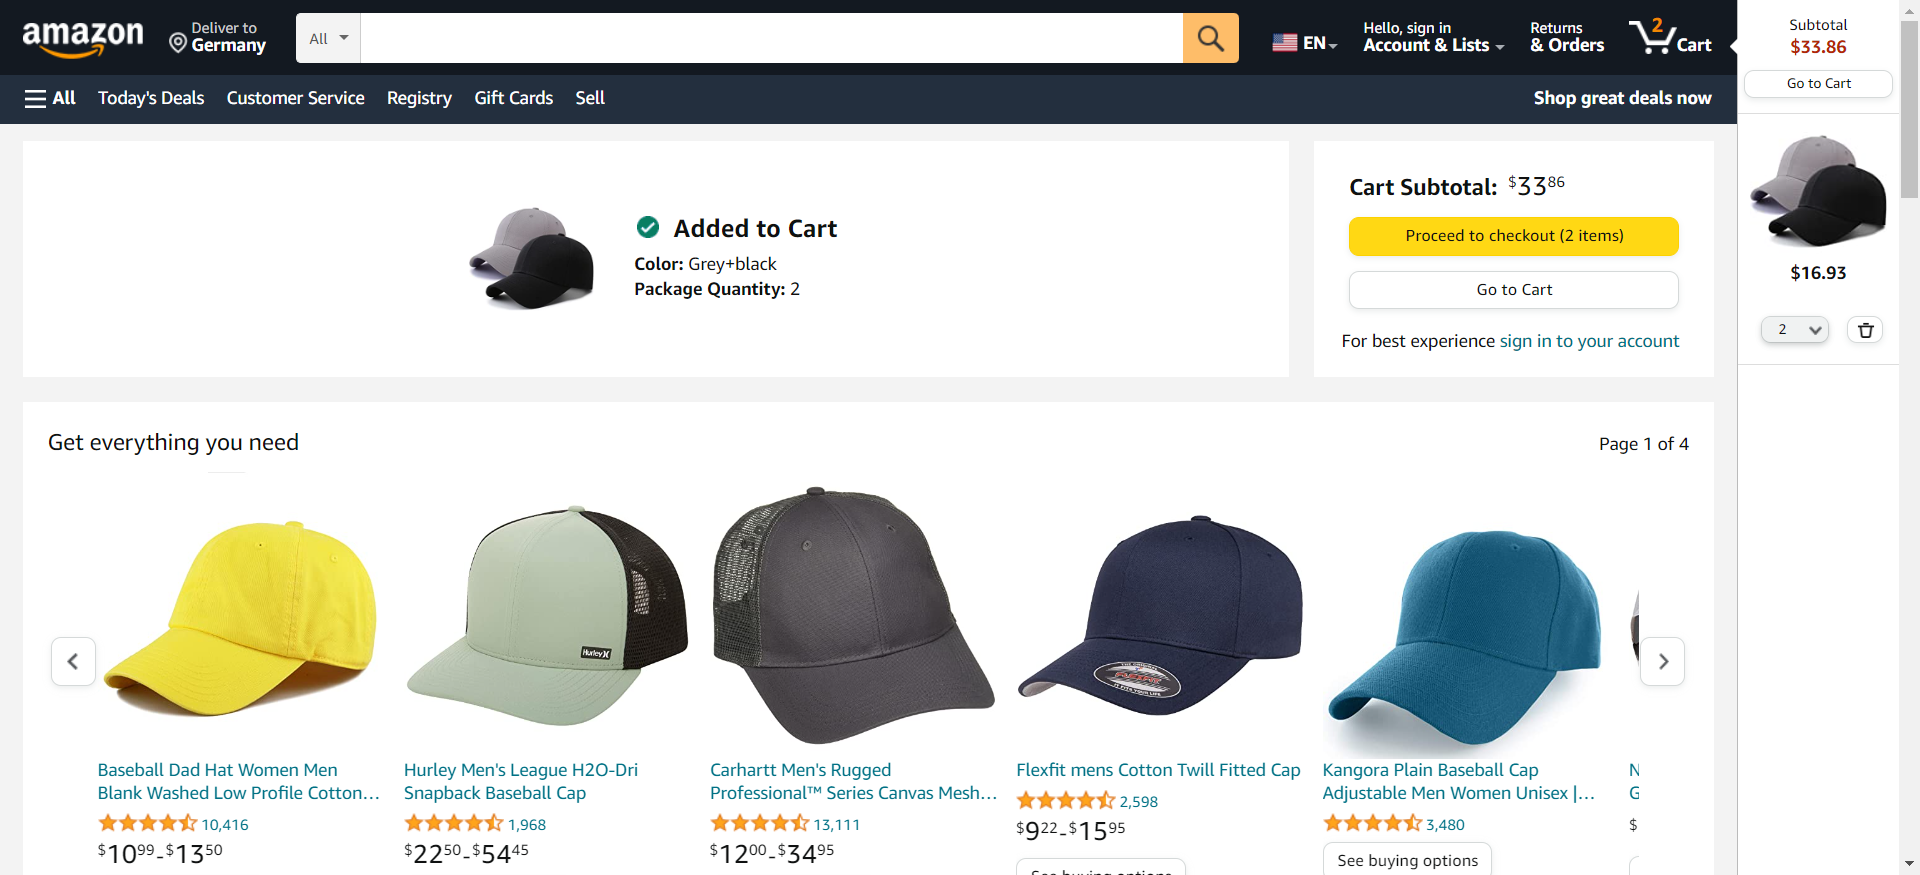 amazon
Deliver to
Germany
All
EN
Hello, sign in
Account & Lists
Returns
& Orders
2
Cart
Subtotal
$33.86
Go to Cart
All
Today's Deals
Customer Service
Registry
Gift Cards
Sell
Shop great deals now
Added to Cart
Color: Grey+black
Package Quantity: 2
Cart Subtotal: $33 86
Proceed to checkout (2 items)
Go to Cart
For best experience sign in to your account
$16.93
2
Get everything you need
Page 1 of 4
Hurley
Baseball Dad Hat Women Men
Blank Washed Low Profile Cotton…
10,416
$10 99 - $13 50
Hurley Men's League H2O-Dri
Snapback Baseball Cap
1,968
$22 50 - $54 45
Carhartt Men's Rugged
Professional™ Series Canvas Mesh…
13,111
$12 00 - $34 95
Flexfit mens Cotton Twill Fitted Cap
2,598
$9 22 - $15 95
See buying options
Kangora Plain Baseball Cap
Adjustable Men Women Unisex |…
3,480
See buying options
N
G
$